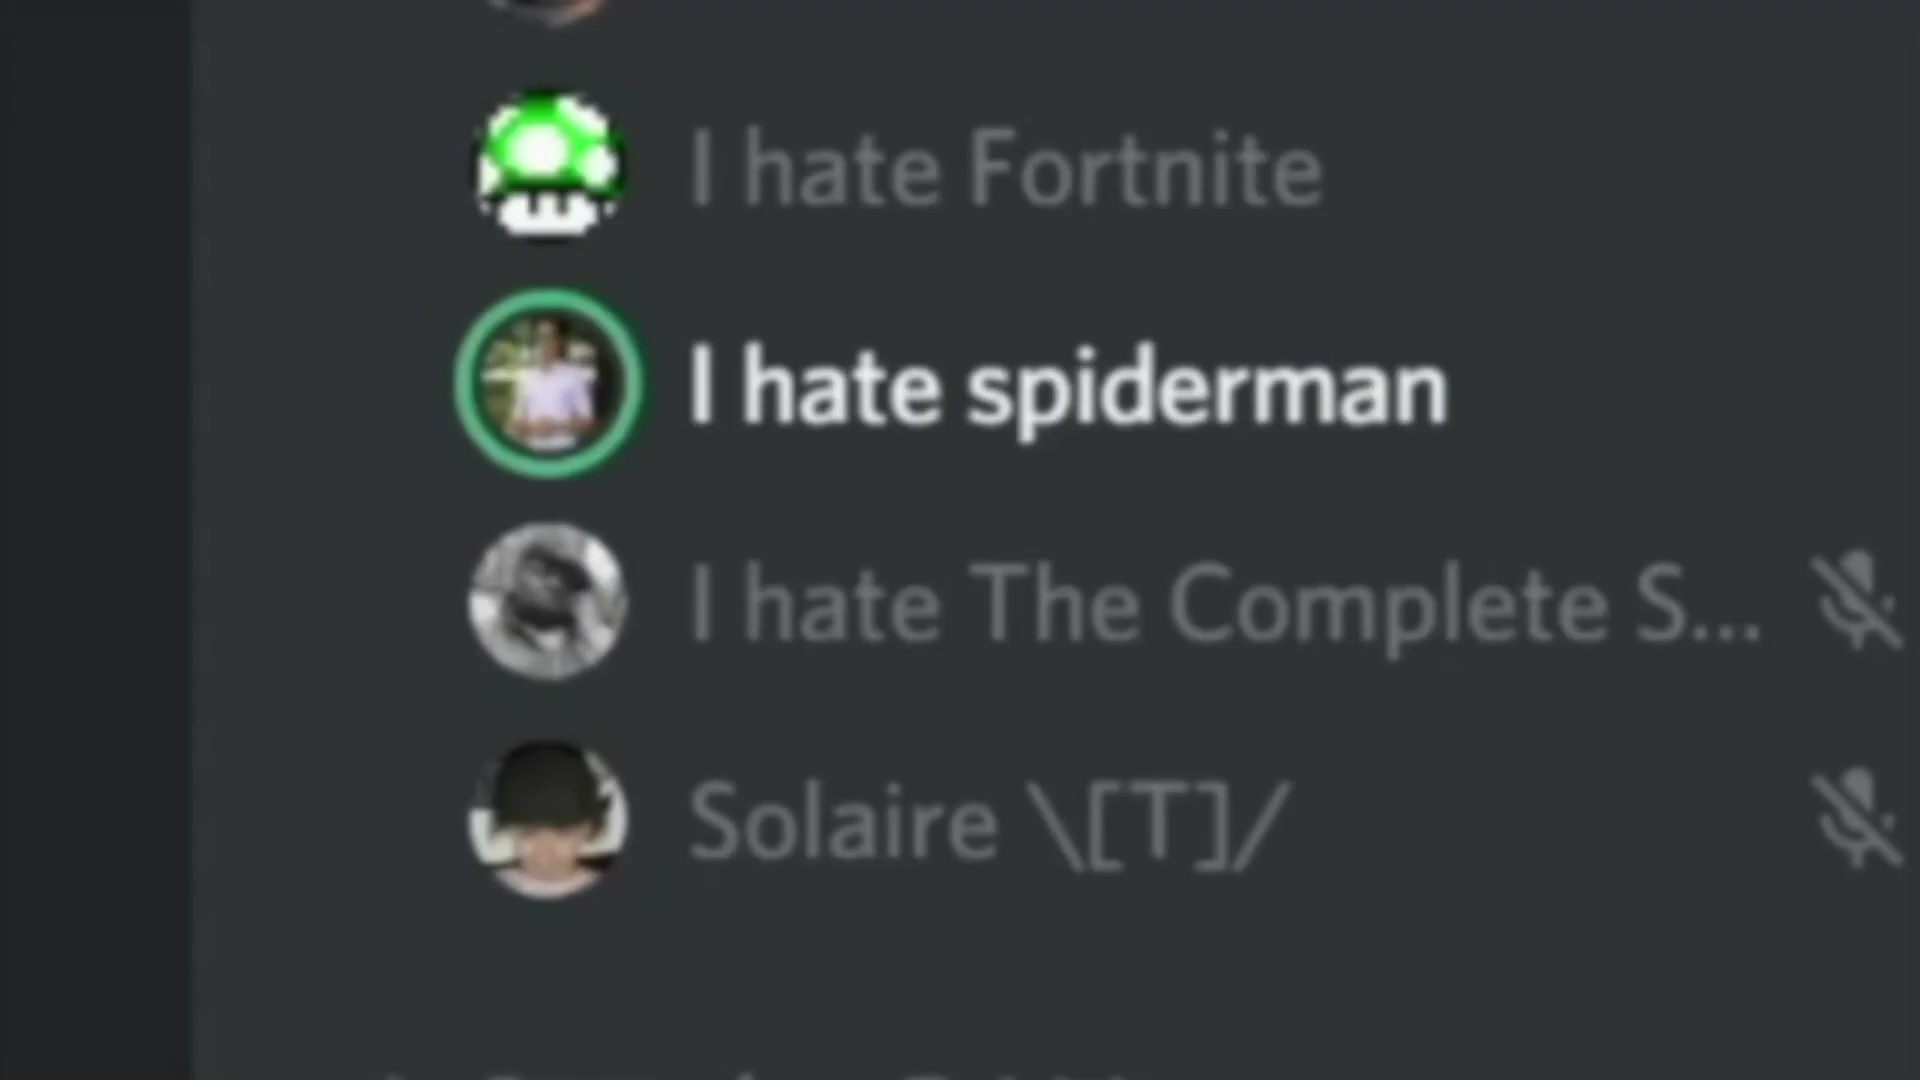 I hate Fortnite
I hate spiderman
I hate The Complete S...
Solaire \[T]/